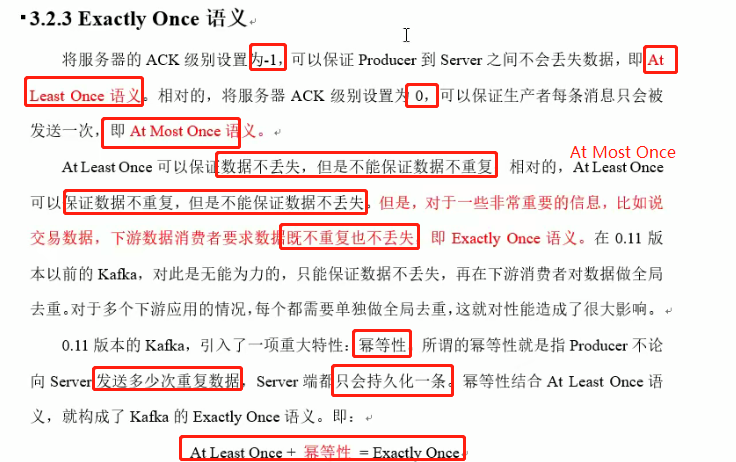 3.2.3 Exactly Once 语义
将服务器的 ACK 级别设置为-1，可以保证 Producer 到 Server 之间不会丢失数据，即 At
Least Once 语义。相对的，将服务器 ACK 级别设置为 0，可以保证生产者每条消息只会被
发送一次，即 At Most Once 语义。
At Most Once
At Least Once 可以保证数据不丢失，但是不能保证数据不重复 相对的，At Least Once
可以保证数据不重复，但是不能保证数据不丢失。但是，对于一些非常重要的信息，比如说
交易数据，下游数据消费者要求数据既不重复也不丢失，即 Exactly Once 语义。在 0.11 版
本以前的 Kafka，对此是无能为力的，只能保证数据不丢失，再在下游消费者对数据做全局
去重。对于多个下游应用的情况，每个都需要单独做全局去重，这就对性能造成了很大影响。
0.11 版本的 Kafka，引入了一项重大特性：幂等性。所谓的幂等性就是指 Producer 不论
向 Server 发送多少次重复数据，Server 端都只会持久化一条。幂等性结合 At Least Once 语
义，就构成了 Kafka 的 Exactly Once 语义。即：
At Least Once + 幂等性 = Exactly Once